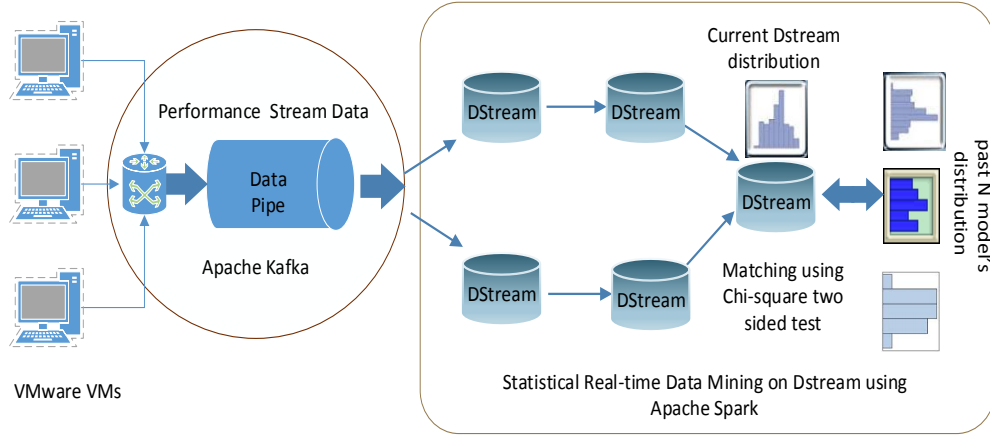 Current Dstream
distribution
Performance Stream Data
DStream
DStream
Data
Pipe
DStream
past N model's
distribution
Apache Kafka
DStream
DStream
Matching using
Chi-square two
sided test
VMware VMs
Statistical Real-time Data Mining on Dstream using
Apache Spark